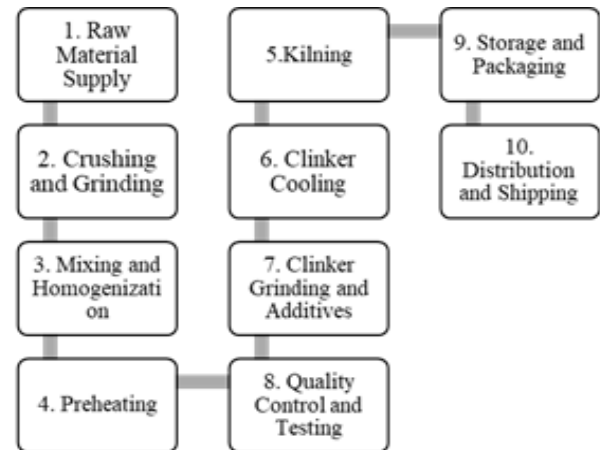 1. Raw
Material
Supply
2. Crushing
and Grinding
3. Mixing and
Homogenizati
on
4. Preheating
5.Kilning
6. Clinker
Cooling
7. Clinker
Grinding and
Additives
8. Quality
Control and
Testing
9. Storage and
Packaging
10.
Distribution
and Shipping